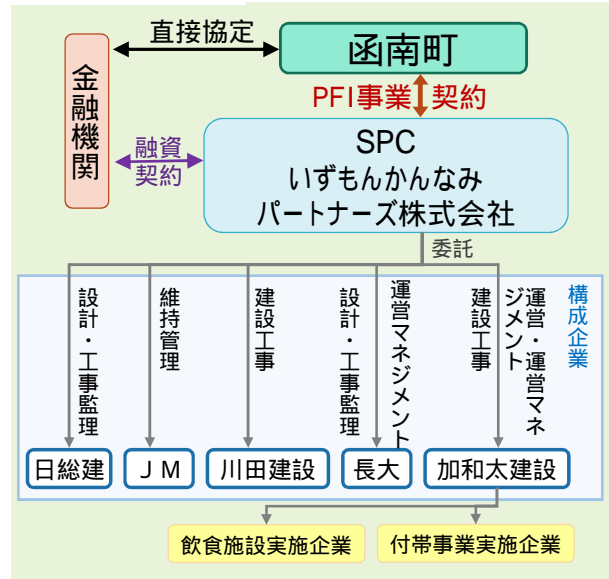 直接協定
函南町
金融機関
PFI事業 契約
融資
契約
SPC
いずもんかんなみ
パートナーズ株式会社
委託
構成企業
設計・工事監理
維持管理
建設工事
設計・工事監理
運営マネジメント
建設工事
運営・運営マネ
ジメント
日総建
ＪＭ
川田建設
長大
加和太建設
飲食施設実施企業
付帯事業実施企業